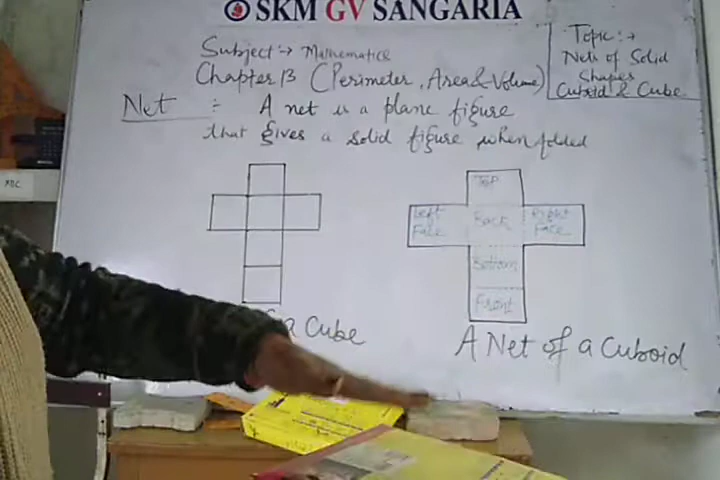 SKM GV SANGARIA
Subject :→ Mathematics
Chapter 13 (Perimeter, Area & Volume)
Topic :→
Nets of Solid
Shapes
Cuboid & Cube
Net :- A net is a plane figure
that gives a solid figure when folded
Top
Left Face
Back
Right Face
Bottom
Front
a Cube
A Net of a Cuboid